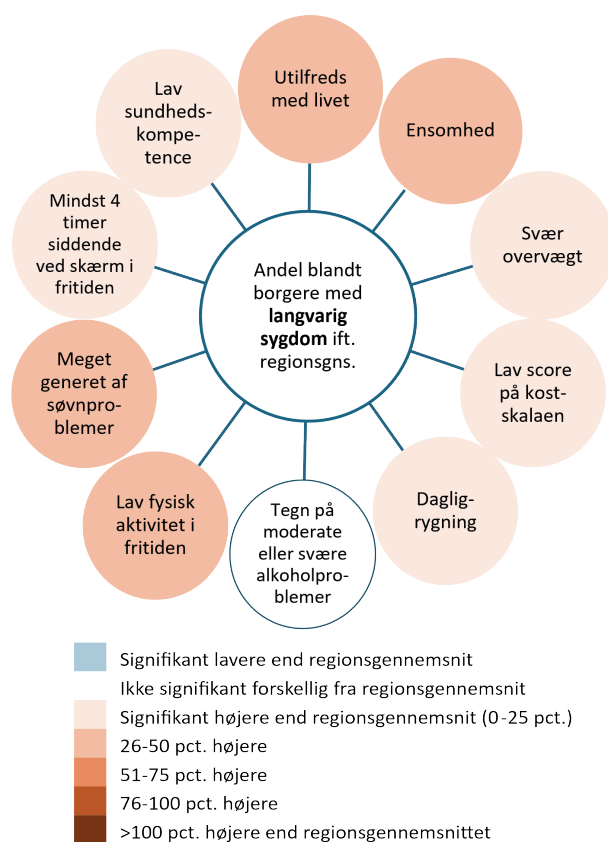 Utilfreds
med livet
Ensomhed
Svær
overvægt
Lav score
på kost-
skalaen
Daglig-
rygning
Tegn på
moderate
eller svære
alkoholpro-
blemer
Lav fysisk
aktivitet i
fritiden
Meget
generet af
søvnpro-
blemer
Mindst 4
timer
siddende
ved skærm i
fritiden
Lav
sundheds-
kompe-
tence
Andel blandt
borgere med
langvarig
sygdom ift.
regionsgns.
Signifikant lavere end regionsgennemsnit
Ikke signifikant forskellig fra regionsgennemsnit
Signifikant højere end regionsgennemsnit (0-25 pct.)
26-50 pct. højere
51-75 pct. højere
76-100 pct. højere
>100 pct. højere end regionsgennemsnittet